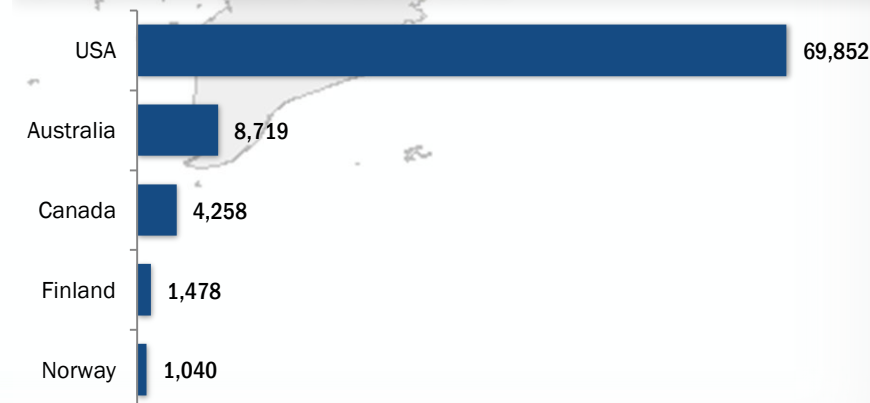 USA 69,852
Australia 8,719
Canada 4,258
Finland 1,478
Norway 1,040